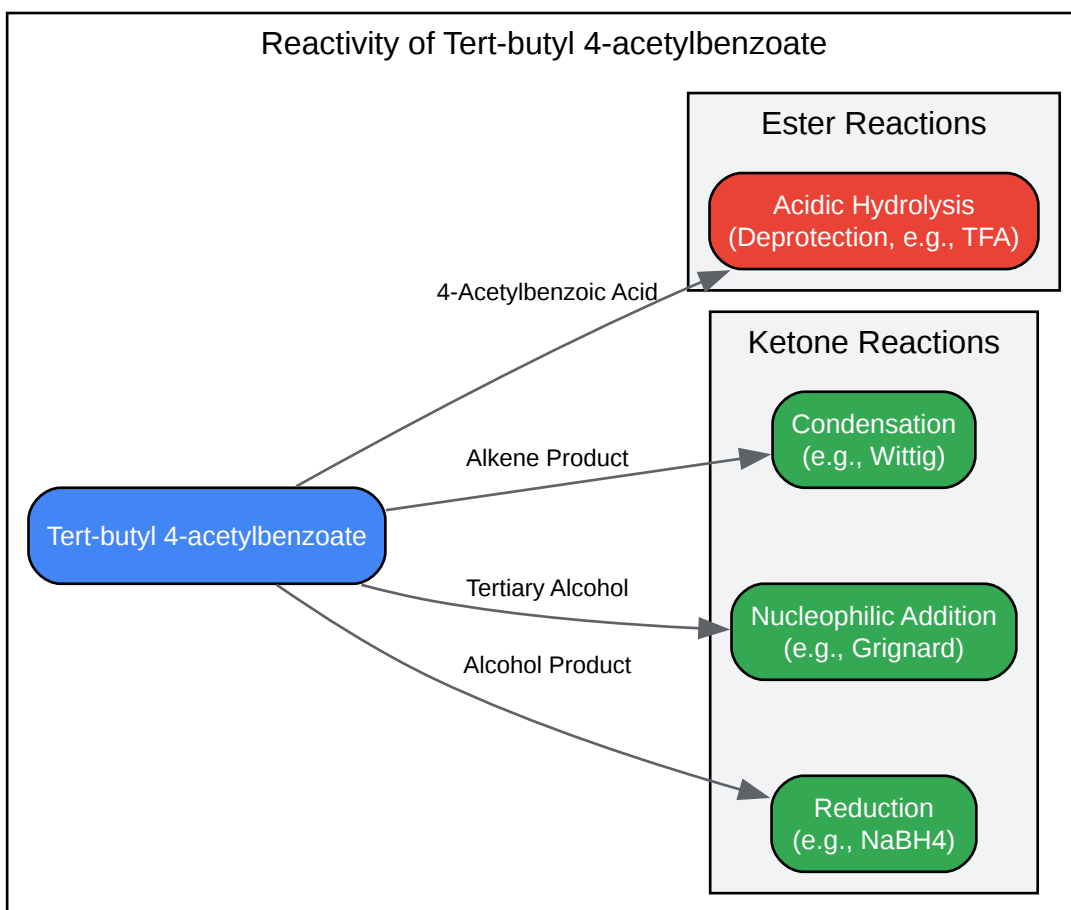 Reactivity of Tert-butyl 4-acetylbenzoate
Ester Reactions
Acidic Hydrolysis
(Deprotection, e.g., TFA)
4-Acetylbenzoic Acid
Ketone Reactions
Condensation
(e.g., Wittig)
Alkene Product
Tert-butyl 4-acetylbenzoate
Tertiary Alcohol
Nucleophilic Addition
(e.g., Grignard)
Alcohol Product
Reduction
(e.g., NaBH4)